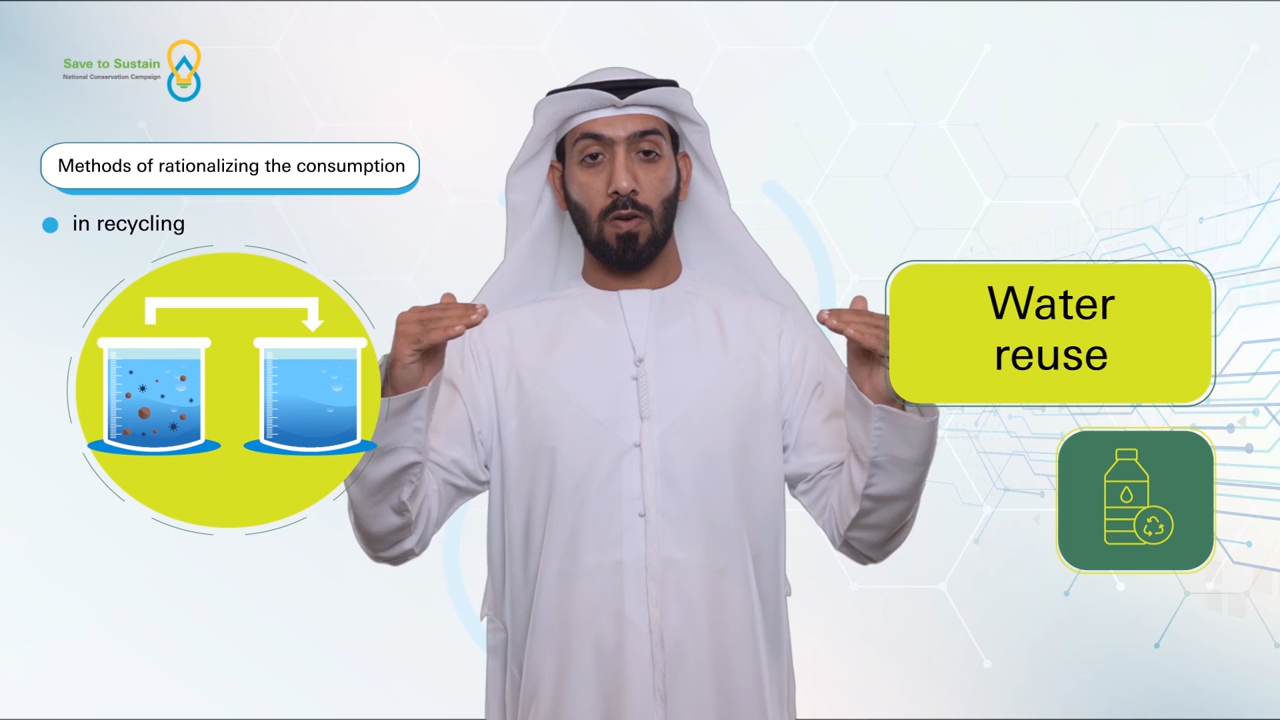 Save to Sustain
National Conservation Campaign
Methods of rationalizing the consumption
in recycling
Water
reuse